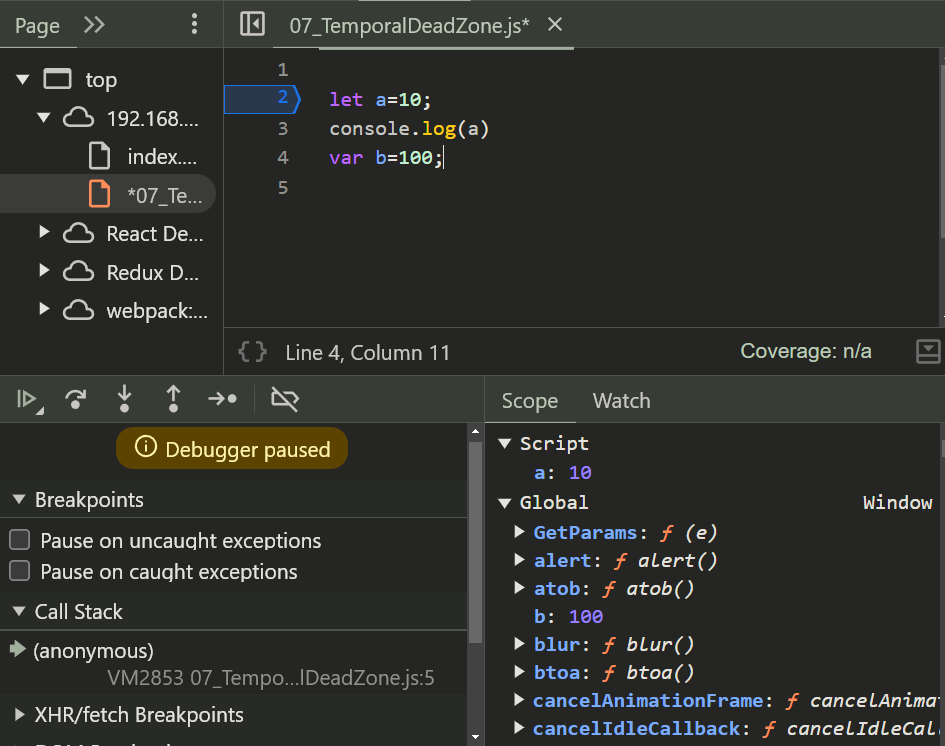 Page
07_TemporalDeadZone.js*
top
192.168....
index....
*07_Te...
React De...
Redux D...
webpack:...
1
2 let a=10;
3 console.log(a)
4 var b=100;
5
{ } Line 4, Column 11
Coverage: n/a
Debugger paused
Breakpoints
Pause on uncaught exceptions
Pause on caught exceptions
Call Stack
(anonymous)
VM2853 07_Tempo...lDeadZone.js:5
XHR/fetch Breakpoints
Scope Watch
Script
a: 10
Global Window
GetParams: ƒ (e)
alert: ƒ alert()
atob: ƒ atob()
b: 100
blur: ƒ blur()
btoa: ƒ btoa()
cancelAnimationFrame: ƒ cancelAnima
cancelIdleCallback: ƒ cancelIdleCal